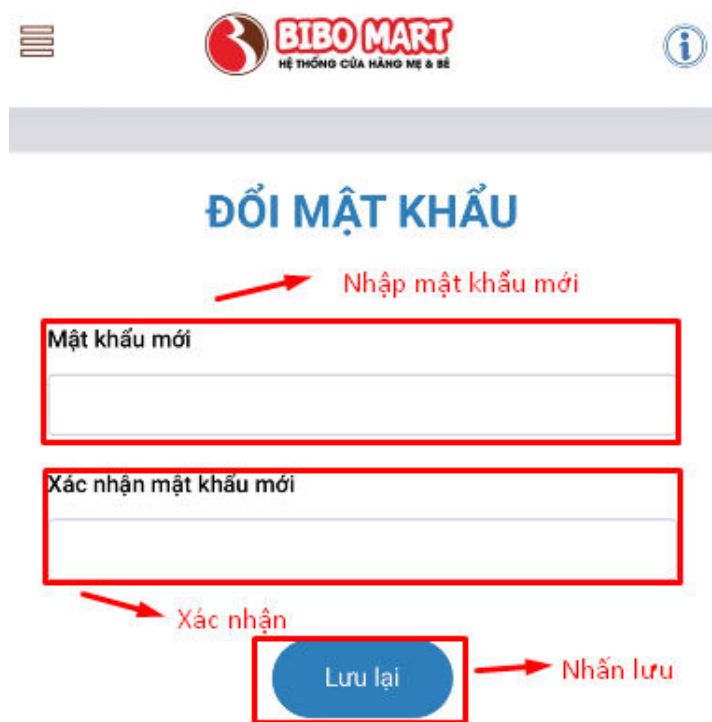 BIBO MART
HỆ THỐNG CỬA HÀNG MẸ & BÉ
i
ĐỔI MẬT KHẨU
Nhập mật khẩu mới
Mật khẩu mới
Xác nhận mật khẩu mới
Xác nhận
Lưu lại
Nhấn lưu